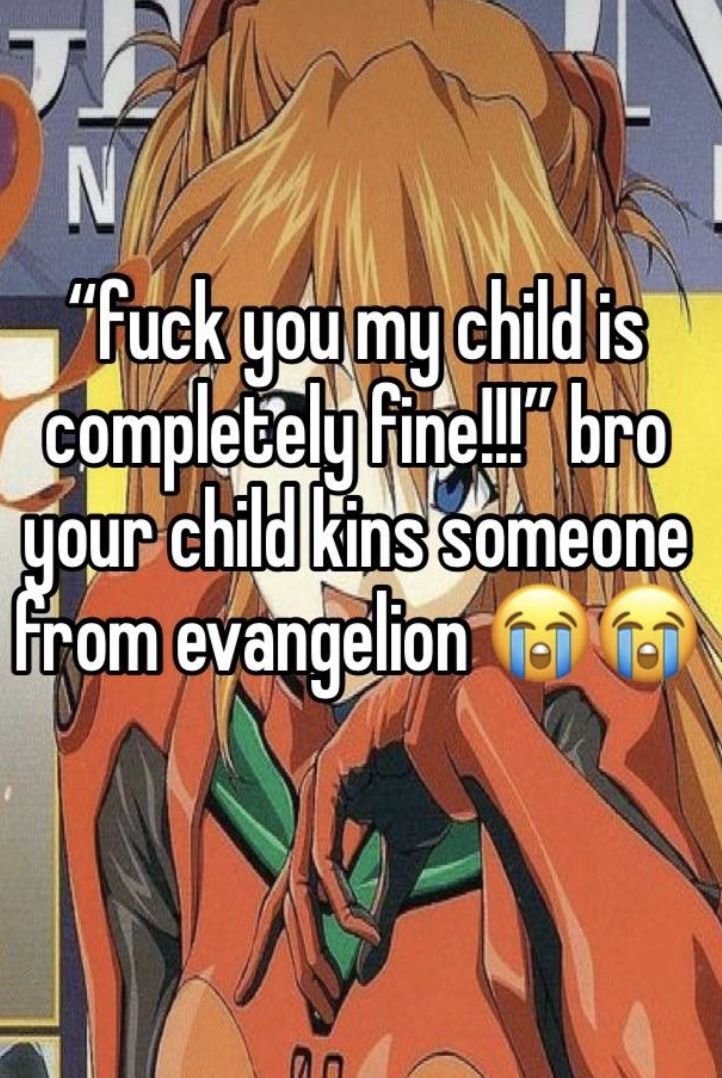 N
“fuck you my child is
completely fine!!!” bro
your child kins someone
from evangelion 😭😭